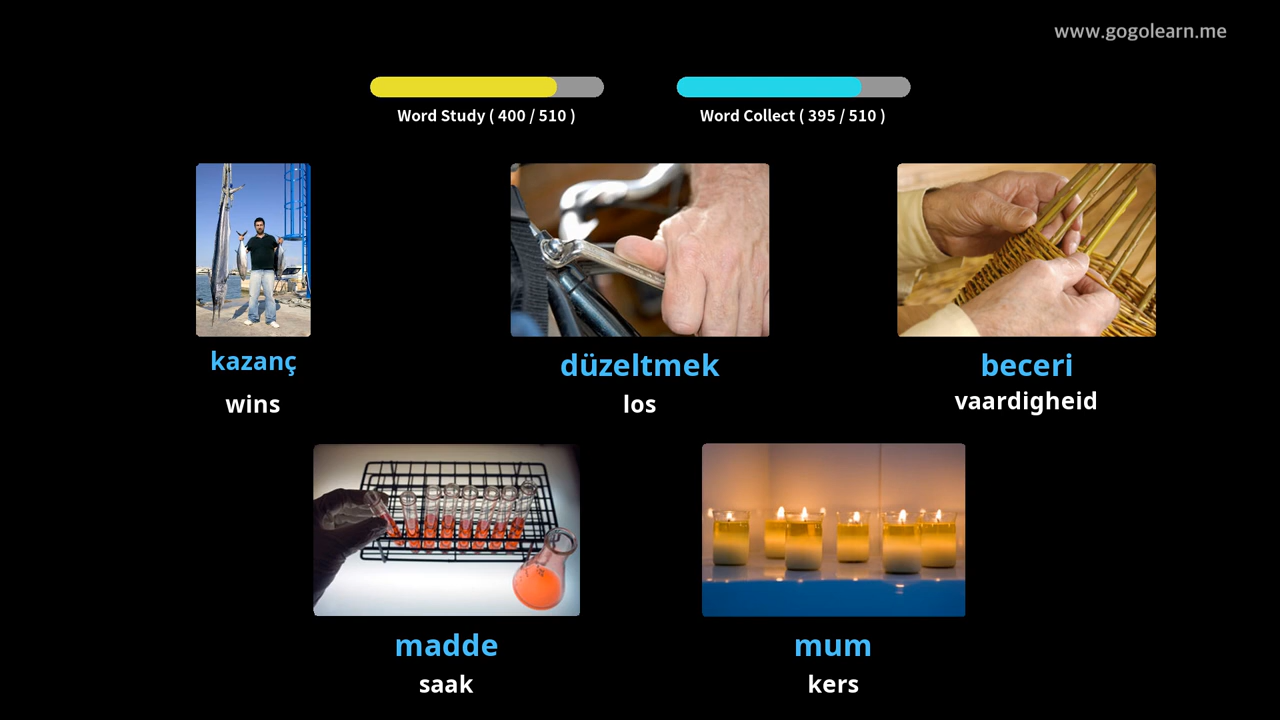 www.gogolearn.me
Word Study ( 400 / 510 )
Word Collect ( 395 / 510 )
kazanç
wins
düzeltmek
los
beceri
vaardigheid
madde
saak
mum
kers